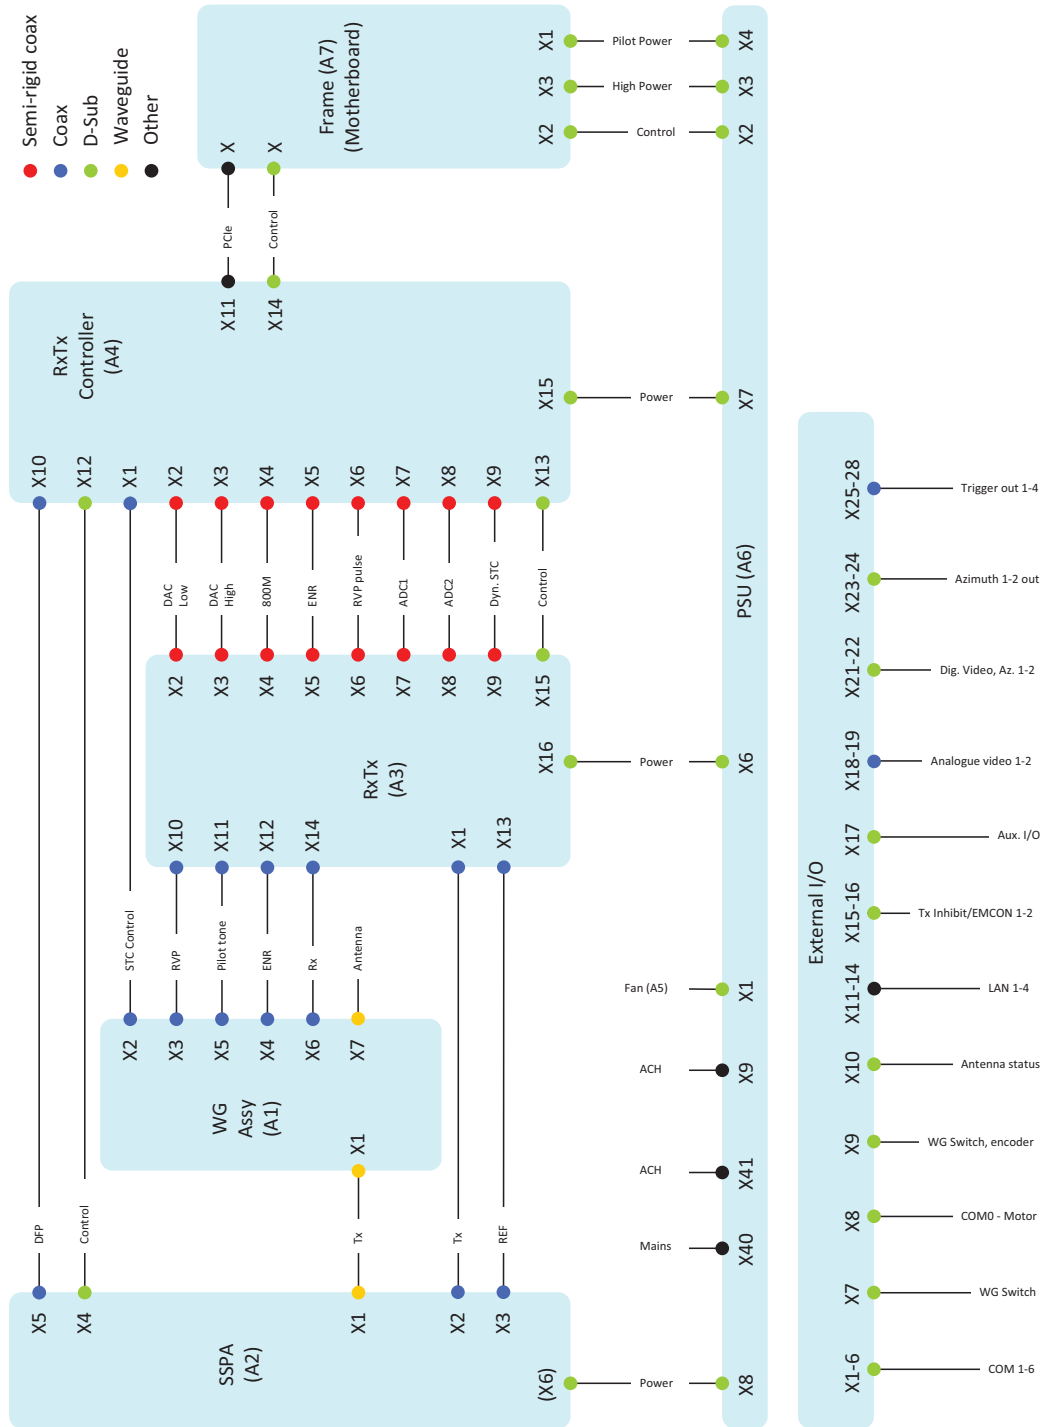 Semi-rigid coax
Coax
D-Sub
Waveguide
Other
Frame (A7)
(Motherboard)
X1
X3
X2
X
X
Pilot Power
High Power
Control
X4
X3
X2
PCIe
Control
RxTx
Controller
(A4)
X11
X14
X15
X10
X12
X1
X2
X3
X4
X5
X6
X7
X8
X9
X13
Power
X7
DAC
Low
DAC
High
800M
ENR
RVP pulse
ADC1
ADC2
Dyn. STC
Control
X2
X3
X4
X5
X6
X7
X8
X9
X15
RxTx
(A3)
X16
X10
X11
X12
X14
X1
X13
Power
X6
PSU (A6)
STC Control
RVP
Pilot tone
ENR
Rx
Antenna
X2
X3
X5
X4
X6
X7
WG
Assy
(A1)
X1
Fan (A5)
X1
ACH
X9
ACH
X41
Mains
X40
DFP
Control
Tx
Tx
REF
X5
X4
X1
X2
X3
SSPA
(A2)
(X6)
Power
X8
External I/O
X25-28
Trigger out 1-4
X23-24
Azimuth 1-2 out
X21-22
Dig. Video, Az. 1-2
X18-19
Analogue video 1-2
X17
Aux. I/O
X15-16
Tx Inhibit/EMCON 1-2
X11-14
LAN 1-4
X10
Antenna status
X9
WG Switch, encoder
X8
COM0 - Motor
X7
WG Switch
X1-6
COM 1-6